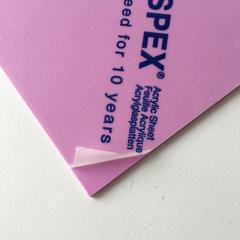 SPEX®
eed for 10 years
Acrylic Sheet
Feuille Acrylique
Acrylglasplatten